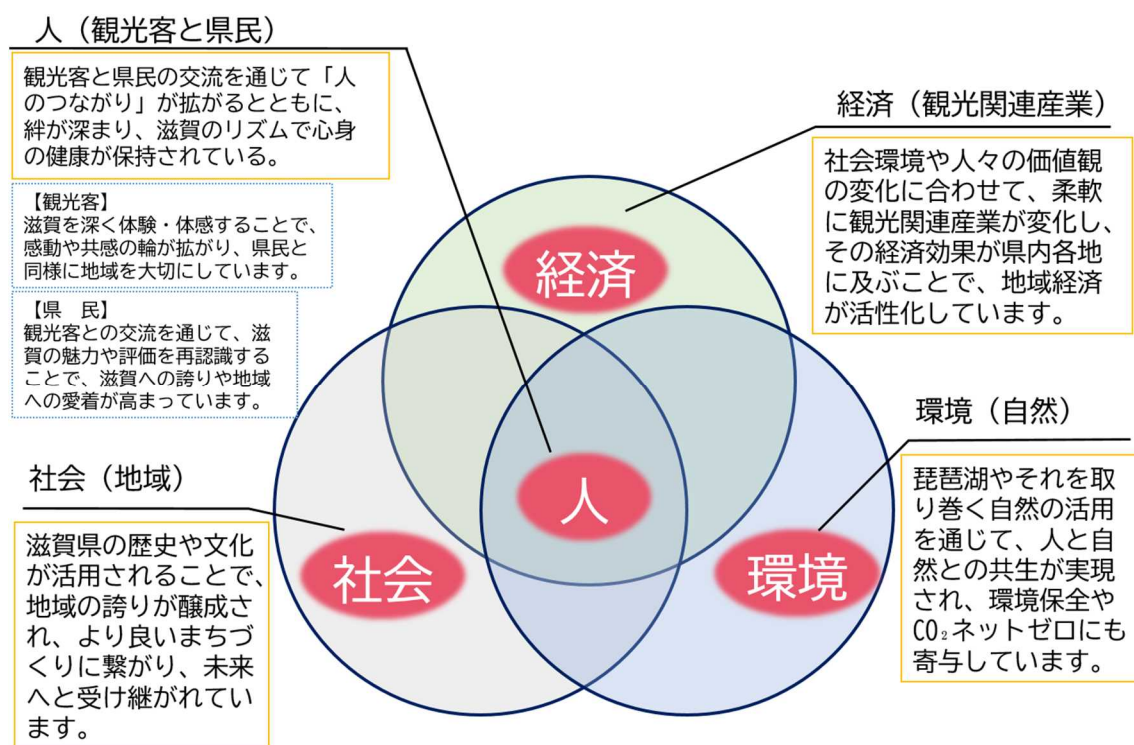 人（観光客と県民）
観光客と県民の交流を通じて「人
のつながり」が拡がるとともに、
絆が深まり、滋賀のリズムで心身
の健康が保持されている。
【観光客】
滋賀を深く体験・体感することで、
感動や共感の輪が拡がり、県民と
同様に地域を大切にしています。
【県　民】
観光客との交流を通じて、滋
賀の魅力や評価を再認識する
ことで、滋賀への誇りや地域
への愛着が高まっています。
経済（観光関連産業）
社会環境や人々の価値観
の変化に合わせて、柔軟
に観光関連産業が変化し、
その経済効果が県内各地
に及ぶことで、地域経済
が活性化しています。
経済
人
社会
環境
社会（地域）
滋賀県の歴史や文化
が活用されることで、
地域の誇りが醸成さ
れ、より良いまちづ
くりに繋がり、未来
へと受け継がれてい
ます。
環境（自然）
琵琶湖やそれを取
り巻く自然の活用
を通じて、人と自
然との共生が実現
され、環境保全や
CO₂ネットゼロにも
寄与しています。